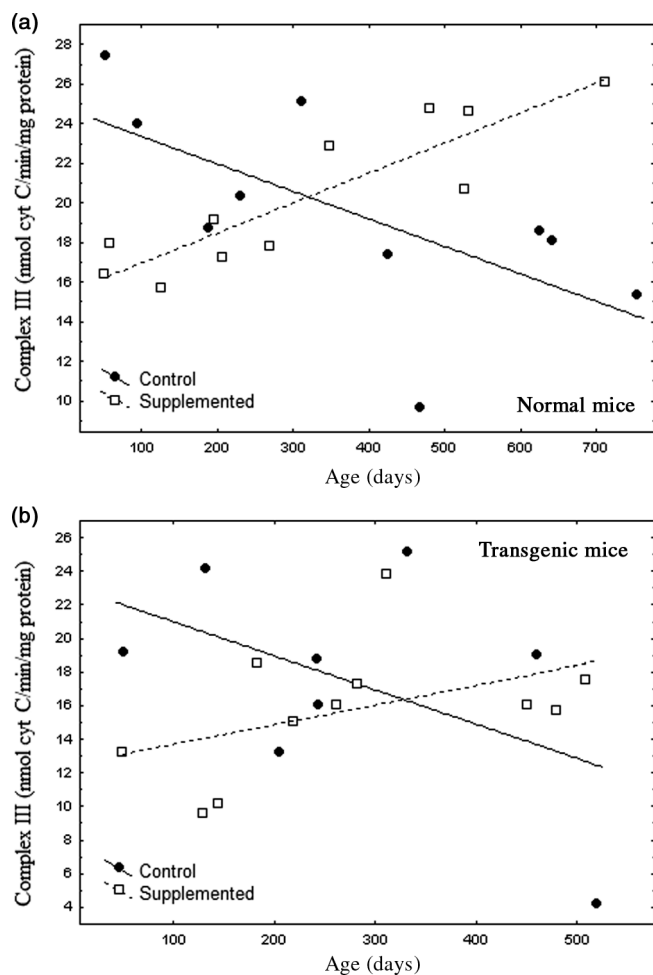 (a)
Complex III (nmol cyt C/min/mg protein)
28
26
24
22
20
18
16
14
12
10
Control
Supplemented
Normal mice
100 200 300 400 500 600 700
Age (days)
(b)
Complex III (nmol cyt C/min/mg protein)
26
24
22
20
18
16
14
12
10
8
6
4
Transgenic mice
Control
Supplemented
100 200 300 400 500
Age (days)